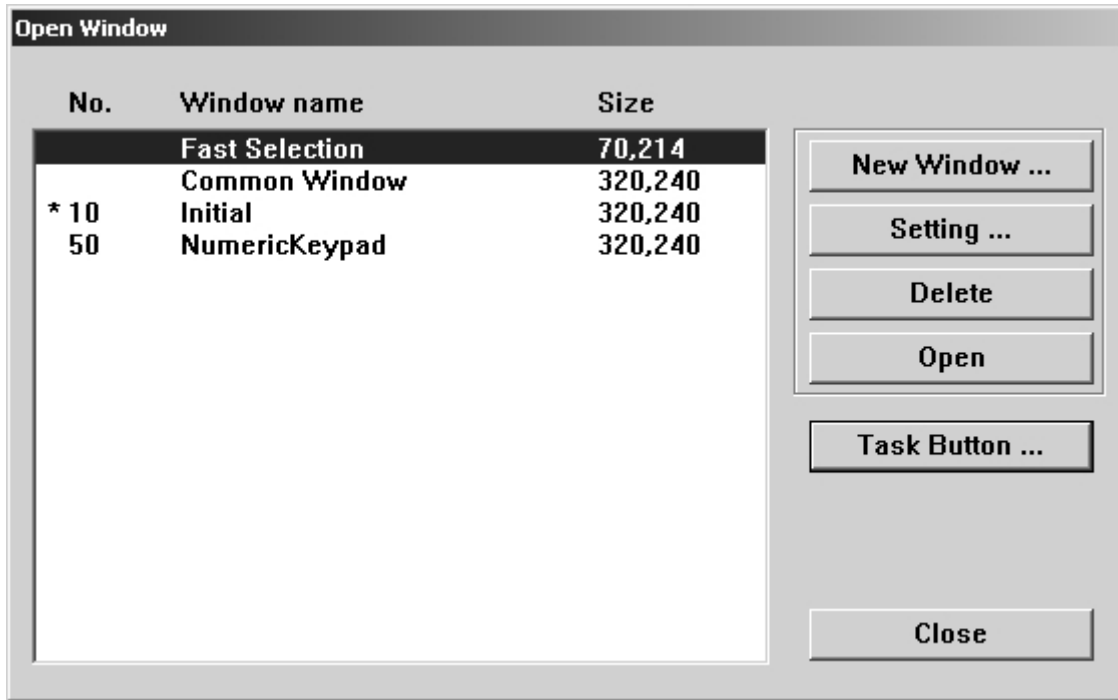 Open Window
No. Window name Size
Fast Selection 70,214
Common Window 320,240
* 10 Initial 320,240
50 NumericKeypad 320,240
New Window ...
Setting ...
Delete
Open
Task Button ...
Close